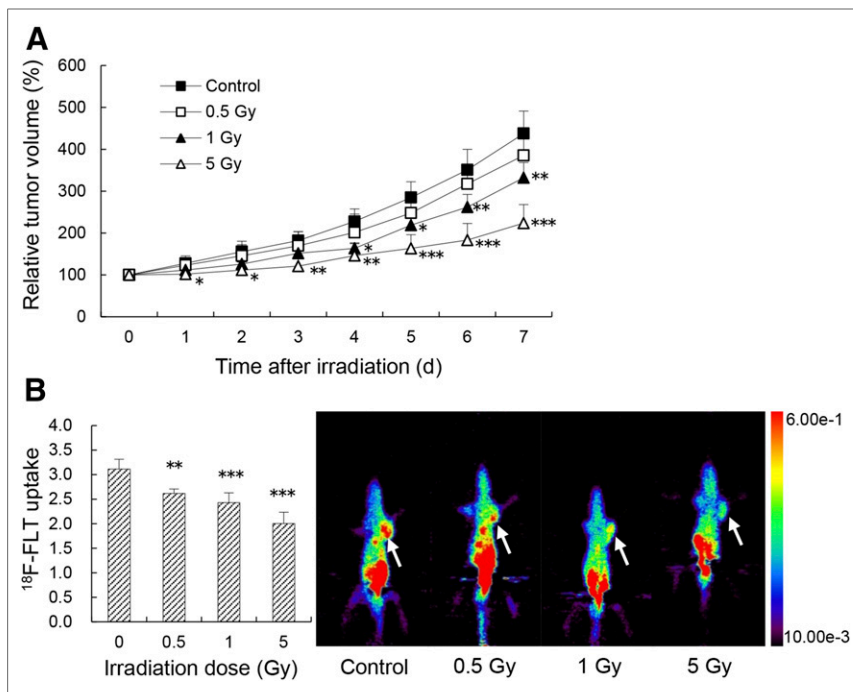 A
Relative tumor volume (%)
600
500
400
300
200
100
0
Control
0.5 Gy
1 Gy
5 Gy
*
*
**
*
**
*
***
**
***
**
***
0 1 2 3 4 5 6 7
Time after irradiation (d)
B
18F-FLT uptake
4.0
3.5
3.0
2.5
2.0
1.5
1.0
0.5
0.0
**
***
***
0 0.5 1 5
Irradiation dose (Gy)
6.00e-1
10.00e-3
Control 0.5 Gy 1 Gy 5 Gy